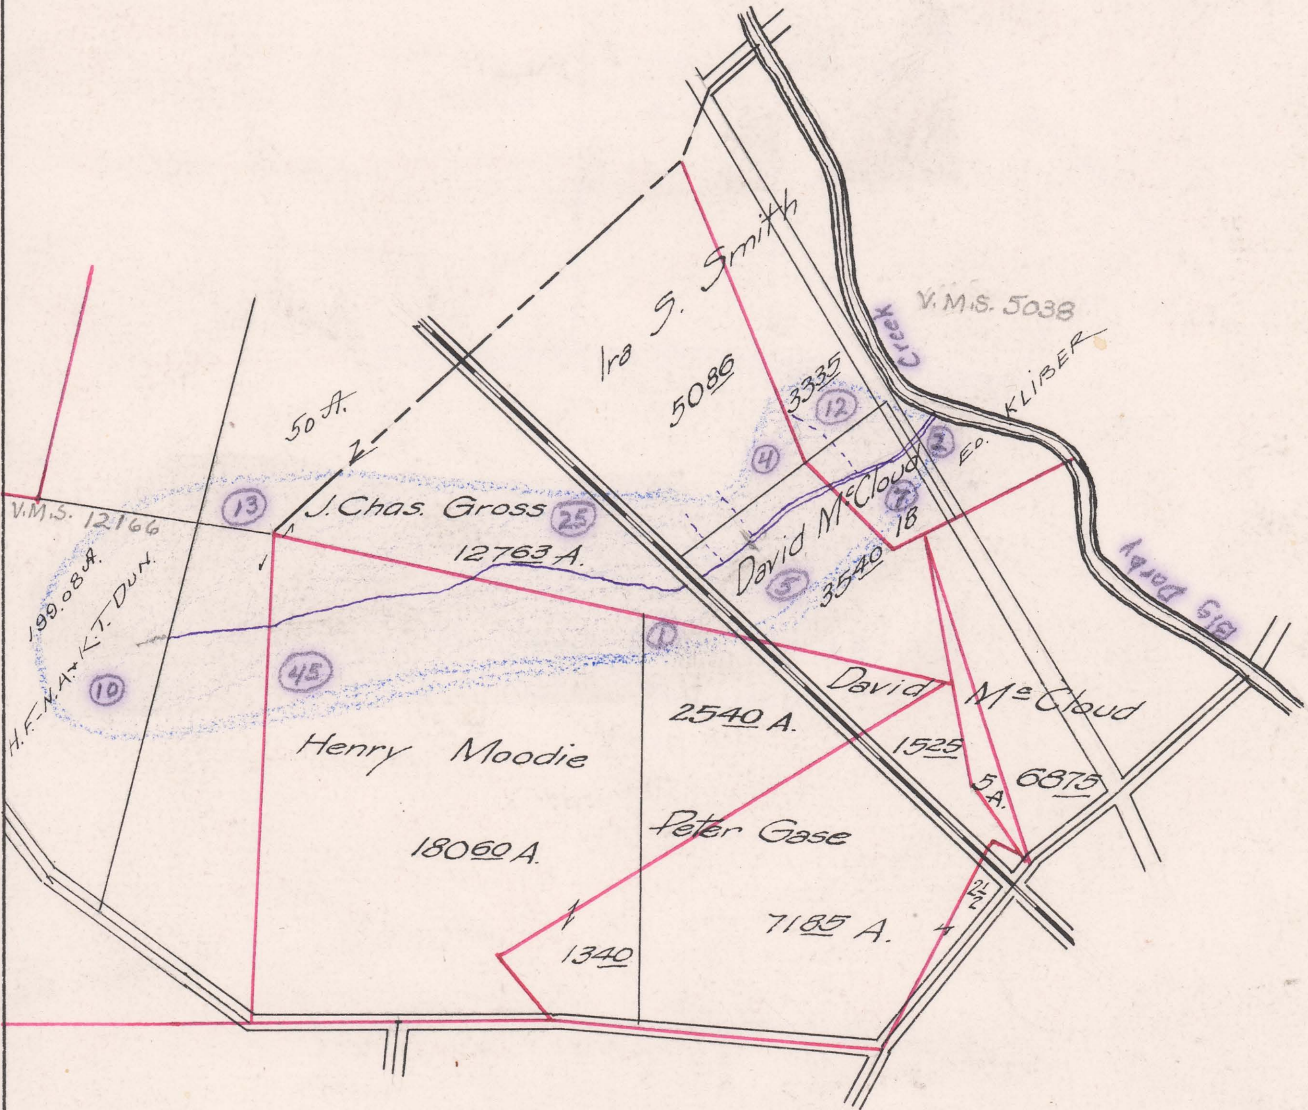 Ira S. Smith
5086
V.M.S. 5038
Creek
KLIBER
Ed.
3335
12
4
2
7
18
50 A.
J. Chas. Gross
25
12763 A.
13
V.M.S. 12166
199.08 A.
H.F.-N.A & L.T. DUN.
10
45
1
David McCloud
5
3540
Big Darby
David McCloud
2540 A.
1525
5 A.
6875
Henry Moodie
18060 A.
Peter Gase
7185 A.
1340
2 1/2